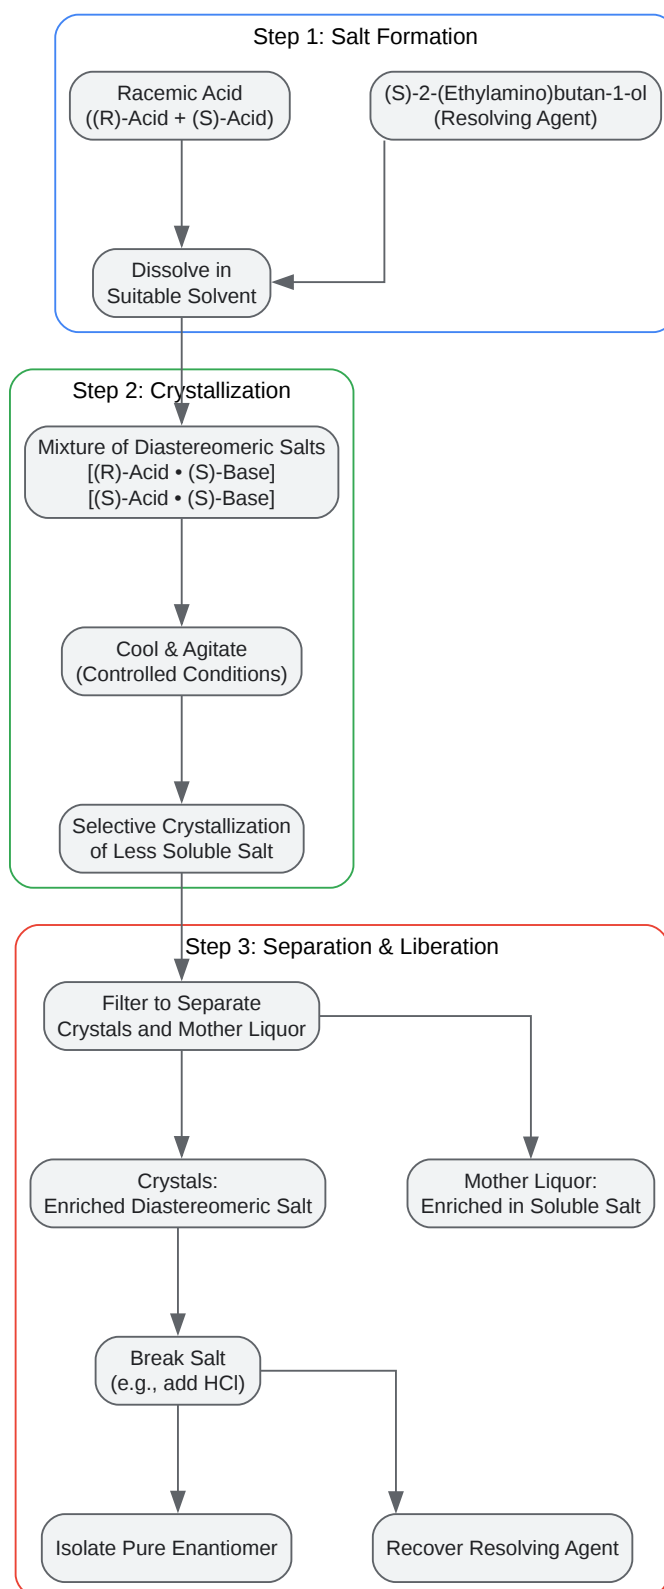 Step 1: Salt Formation
Racemic Acid
((R)-Acid + (S)-Acid)
(S)-2-(Ethylamino)butan-1-ol
(Resolving Agent)
Dissolve in
Suitable Solvent
Step 2: Crystallization
Mixture of Diastereomeric Salts
[(R)-Acid • (S)-Base]
[(S)-Acid • (S)-Base]
Cool & Agitate
(Controlled Conditions)
Selective Crystallization
of Less Soluble Salt
Step 3: Separation & Liberation
Filter to Separate
Crystals and Mother Liquor
Crystals:
Enriched Diastereomeric Salt
Mother Liquor:
Enriched in Soluble Salt
Break Salt
(e.g., add HCl)
Isolate Pure Enantiomer
Recover Resolving Agent